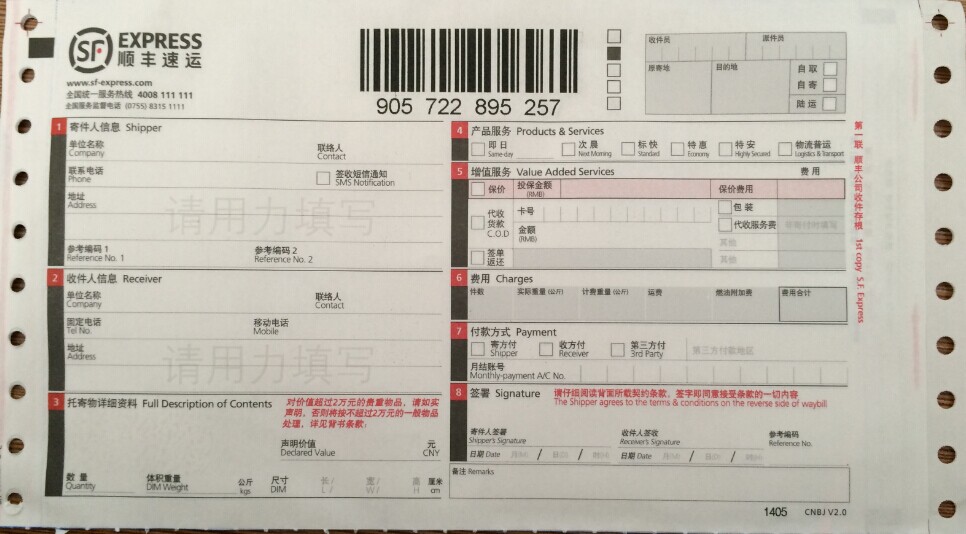 SF EXPRESS
顺丰速运
www.sf-express.com
全国统一服务热线 4008 111 111
全国服务监督电话 (0755) 8315 1111
905 722 895 257
收件员 派件员
原寄地 目的地 自取
自寄
陆运
1 寄件人信息 Shipper
单位名称 联络人
Company Contact
联系电话 签收短信通知
Phone SMS Notification
地址
Address
请用力填写
参考编码 1 参考编码 2
Reference No. 1 Reference No. 2
2 收件人信息 Receiver
单位名称 联络人
Company Contact
固定电话 移动电话
Tel No. Mobile
地址
Address
请用力填写
3 托寄物详细资料 Full Description of Contents
对价值超过2万元的贵重物品，请如实
声明，否则将按不超过2万元的一般物品
处理，详见背书条款：
声明价值 元
Declared Value CNY
数量 体积重量 公斤 尺寸 长/ 宽/ 高 厘米
Quantity DIM Weight kgs DIM L/ W/ H cm
4 产品服务 Products & Services
即日 次晨 标快 特惠 特安 物流普运
Same-day Next Morning Standard Economy Highly Secured Logistics & Transport
5 增值服务 Value Added Services 费用
保价 投保金额 保价费用
(RMB)
代收 卡号 包装
货款 代收服务费
C.O.D 金额
(RMB) 其他
签单 其他
返还
6 费用 Charges
件数 实际重量 (公斤) 计费重量 (公斤) 运费 燃油附加费 费用合计
7 付款方式 Payment
寄方付 收方付 第三方付 第三方付款地区
Shipper Receiver 3rd Party
月结账号
Monthly-payment A/C No.
8 签署 Signature 请仔细阅读背面所载契约条款，签字即同意接受条款的一切内容
The Shipper agrees to the terms & conditions on the reverse side of waybill
寄件人签署 收件人签收 参考编码
Shipper's Signature Receiver's Signature Reference No.
日期 Date / / 日期 Date / /
备注 Remarks
1405 CNBJ V2.0
第一联 顺丰公司收件存根 1st copy S.F. Express